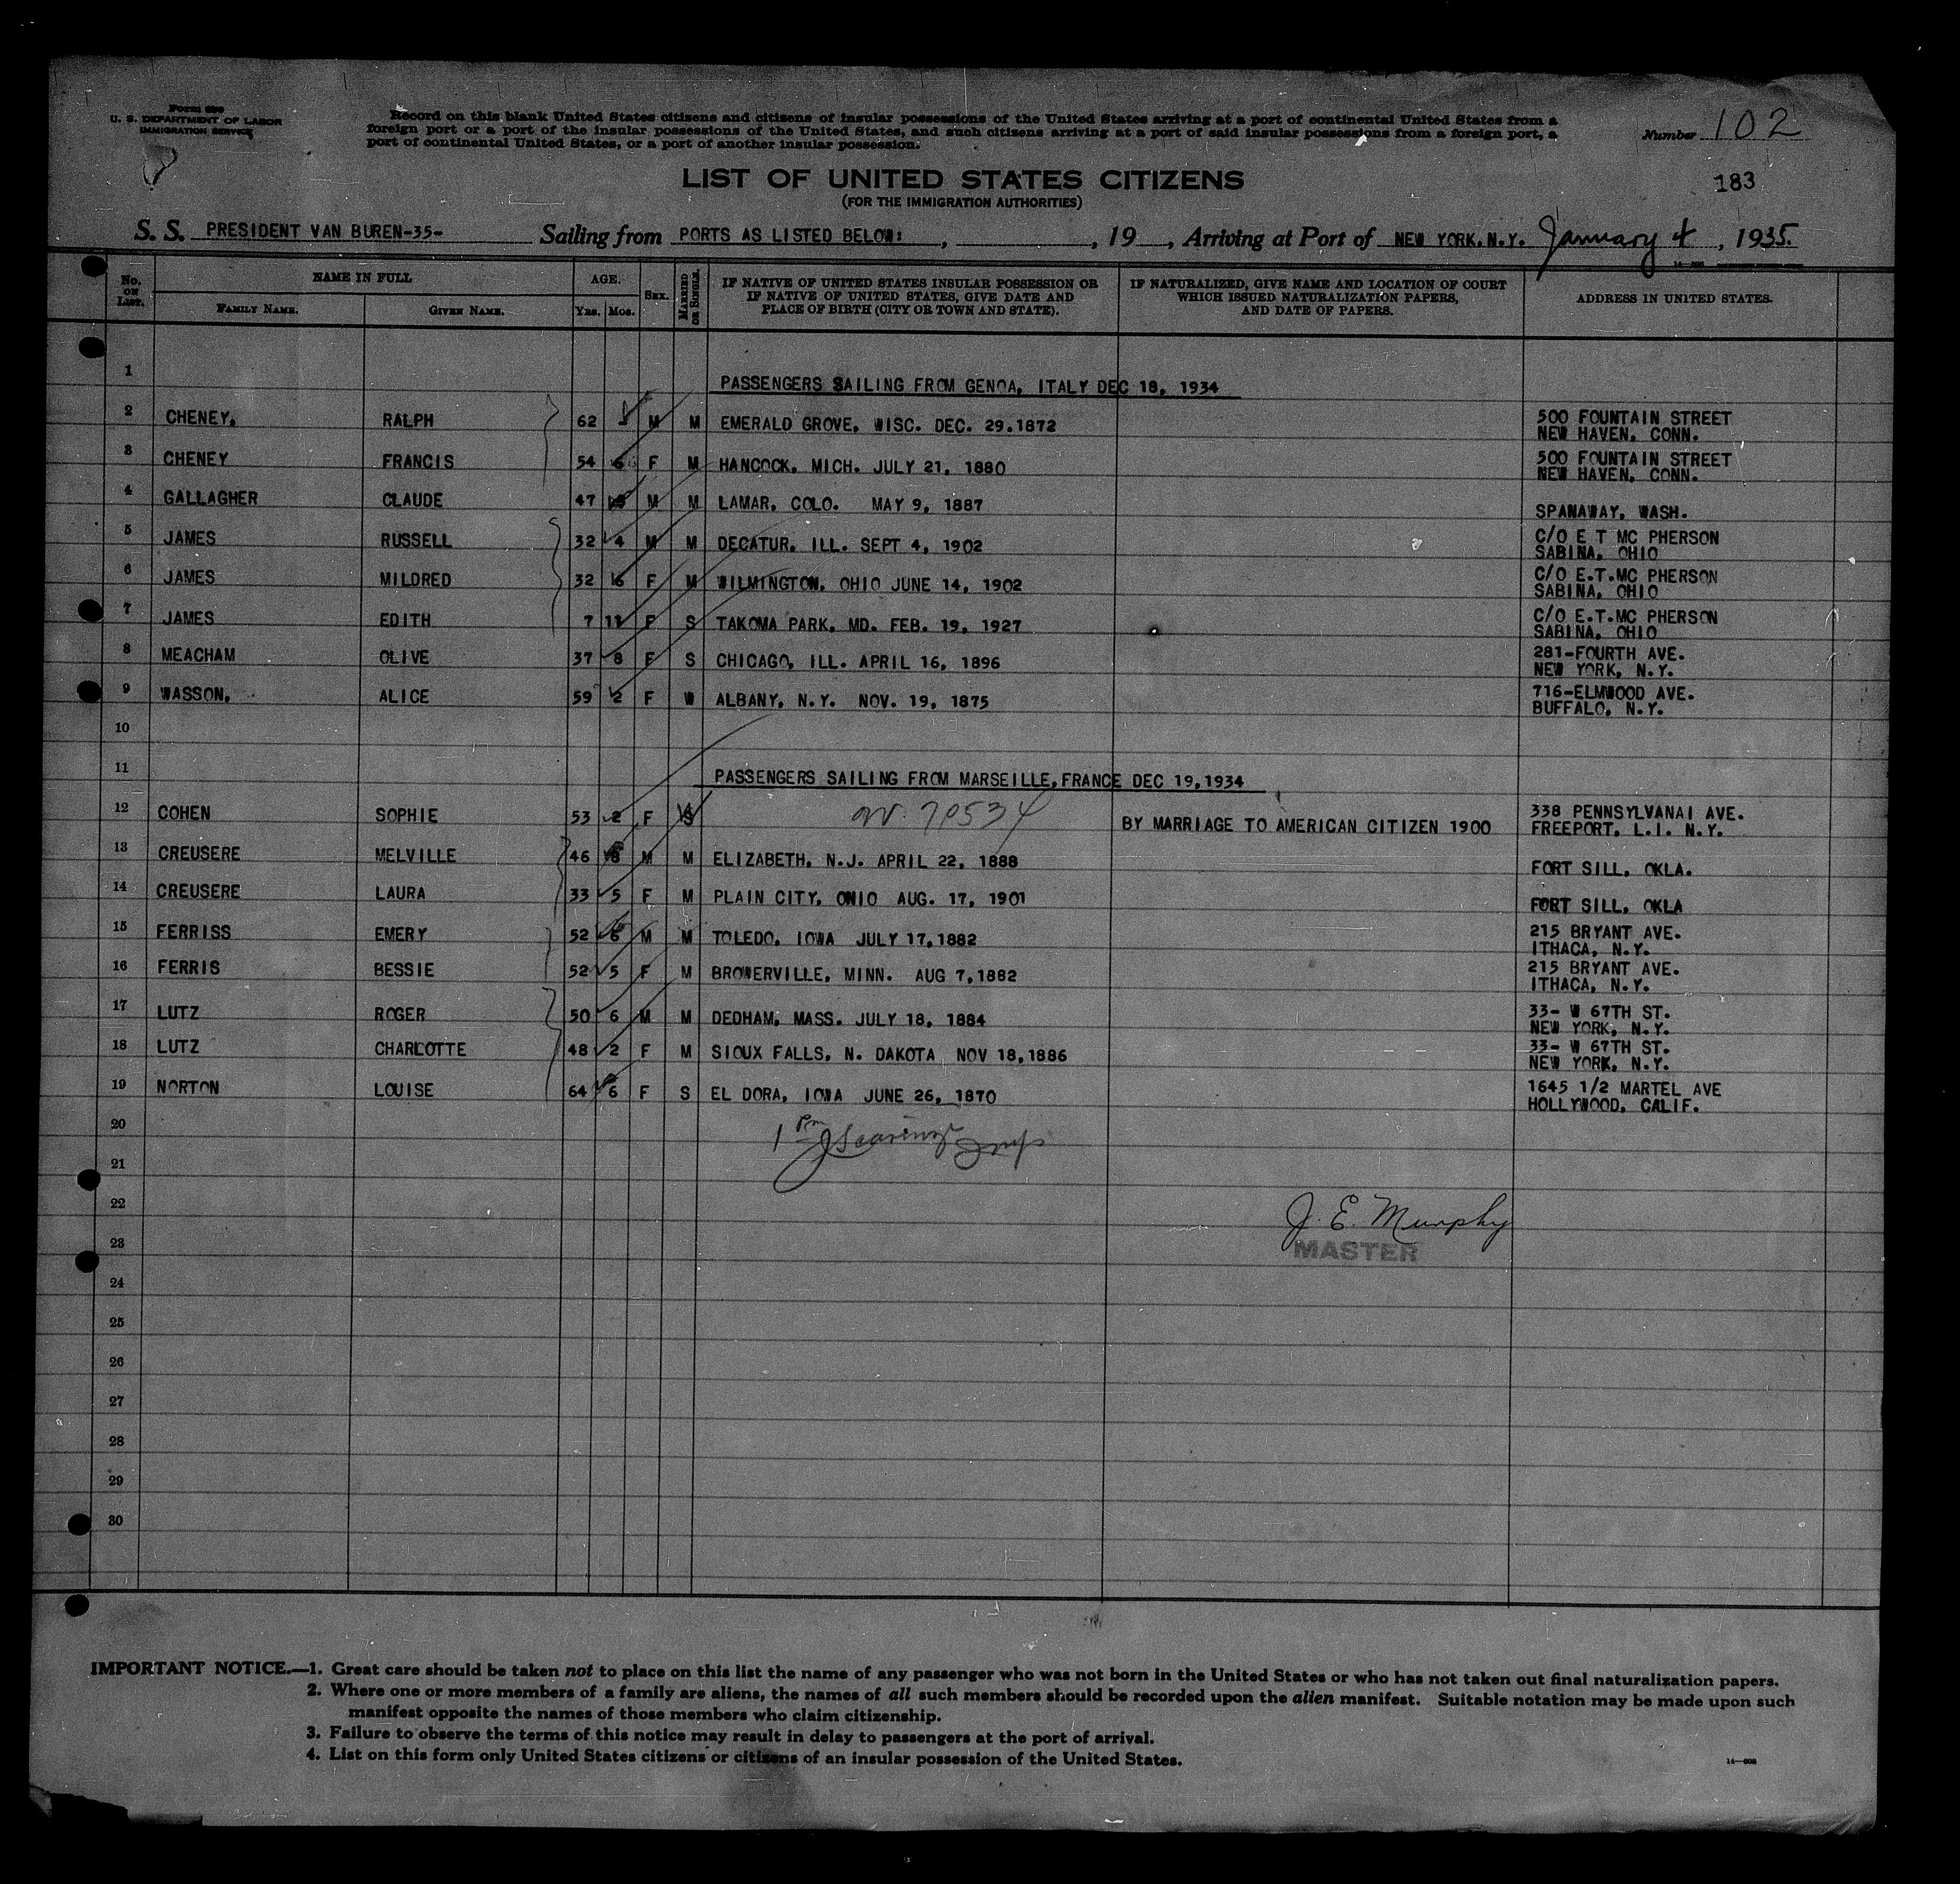 Form
U. S. DEPARTMENT OF LABOR
IMMIGRATION SERVICE
Record on this blank United States citizens and citizens of insular possessions of the United States arriving at a port of continental United States from a
foreign port or a port of the insular possessions of the United States, and such citizens arriving at a port of said insular possessions from a foreign port, a
port of continental United States, or a port of another insular possession.
Number 102
183
LIST OF UNITED STATES CITIZENS
(FOR THE IMMIGRATION AUTHORITIES)
S. S. PRESIDENT VAN BUREN-35- Sailing from PORTS AS LISTED BELOW: , , 19 , Arriving at Port of NEW YORK.N.Y. January 4 , 1935.
No. ON LIST. NAME IN FULL FAMILY NAME. GIVEN NAME. AGE. YRS. MOS. SEX. MARRIED OR SINGLE. IF NATIVE OF UNITED STATES INSULAR POSSESSION OR IF NATIVE OF UNITED STATES, GIVE DATE AND PLACE OF BIRTH (CITY OR TOWN AND STATE). IF NATURALIZED, GIVE NAME AND LOCATION OF COURT WHICH ISSUED NATURALIZATION PAPERS, AND DATE OF PAPERS. ADDRESS IN UNITED STATES.
1 PASSENGERS SAILING FROM GENOA, ITALY DEC 18, 1934
2 CHENEY, RALPH 62 M M EMERALD GROVE, WISC. DEC. 29.1872 500 FOUNTAIN STREET
NEW HAVEN, CONN.
3 CHENEY FRANCIS 54 6 F M HANCOCK, MICH. JULY 21, 1880 500 FOUNTAIN STREET
NEW HAVEN, CONN.
4 GALLAGHER CLAUDE 47 M M LAMAR, COLO. MAY 9, 1887 SPANAWAY, WASH.
5 JAMES RUSSELL 32 4 M M DECATUR, ILL. SEPT 4, 1902 C/O E T MC PHERSON
SABINA, OHIO
6 JAMES MILDRED 32 6 F M WILMINGTON, OHIO JUNE 14, 1902 C/O E.T.MC PHERSON
SABINA, OHIO
7 JAMES EDITH 7 11 F S TAKOMA PARK, MD. FEB. 19, 1927 C/O E.T.MC PHERSON
SABINA, OHIO
8 MEACHAM OLIVE 37 8 F S CHICAGO, ILL. APRIL 16, 1896 281-FOURTH AVE.
NEW YORK, N.Y.
9 WASSON, ALICE 59 2 F W ALBANY, N.Y. NOV. 19, 1875 716-ELMWOOD AVE.
BUFFALO, N.Y.
10
11 PASSENGERS SAILING FROM MARSEILLE,FRANCE DEC 19,1934
12 COHEN SOPHIE 53 2 F S 70534 BY MARRIAGE TO AMERICAN CITIZEN 1900 338 PENNSYLVANAI AVE.
FREEPORT, L.I. N.Y.
13 CREUSERE MELVILLE 46 8 M M ELIZABETH, N.J. APRIL 22, 1888 FORT SILL, OKLA.
14 CREUSERE LAURA 33 5 F M PLAIN CITY, OHIO AUG. 17, 1901 FORT SILL, OKLA
15 FERRISS EMERY 52 6 M M TOLEDO, IOWA JULY 17,1882 215 BRYANT AVE.
ITHACA, N.Y.
16 FERRIS BESSIE 52 5 F M BROWERVILLE, MINN. AUG 7,1882 215 BRYANT AVE.
ITHACA, N.Y.
17 LUTZ ROGER 50 6 M M DEDHAM, MASS. JULY 18, 1884 33- W 67TH ST.
NEW YORK, N.Y.
18 LUTZ CHARLOTTE 48 2 F M SIOUX FALLS, N. DAKOTA NOV 18,1886 33- W 67TH ST.
NEW YORK, N.Y.
19 NORTON LOUISE 64 6 F S EL DORA, IOWA JUNE 26, 1870 1645 1/2 MARTEL AVE
HOLLYWOOD, CALIF.
20
21
22 J. E. Murphy
23 MASTER
24
25
26
27
28
29
30
IMPORTANT NOTICE.—1. Great care should be taken not to place on this list the name of any passenger who was not born in the United States or who has not taken out final naturalization papers.
2. Where one or more members of a family are aliens, the names of all such members should be recorded upon the alien manifest. Suitable notation may be made upon such
manifest opposite the names of those members who claim citizenship.
3. Failure to observe the terms of this notice may result in delay to passengers at the port of arrival.
4. List on this form only United States citizens or citizens of an insular possession of the United States.